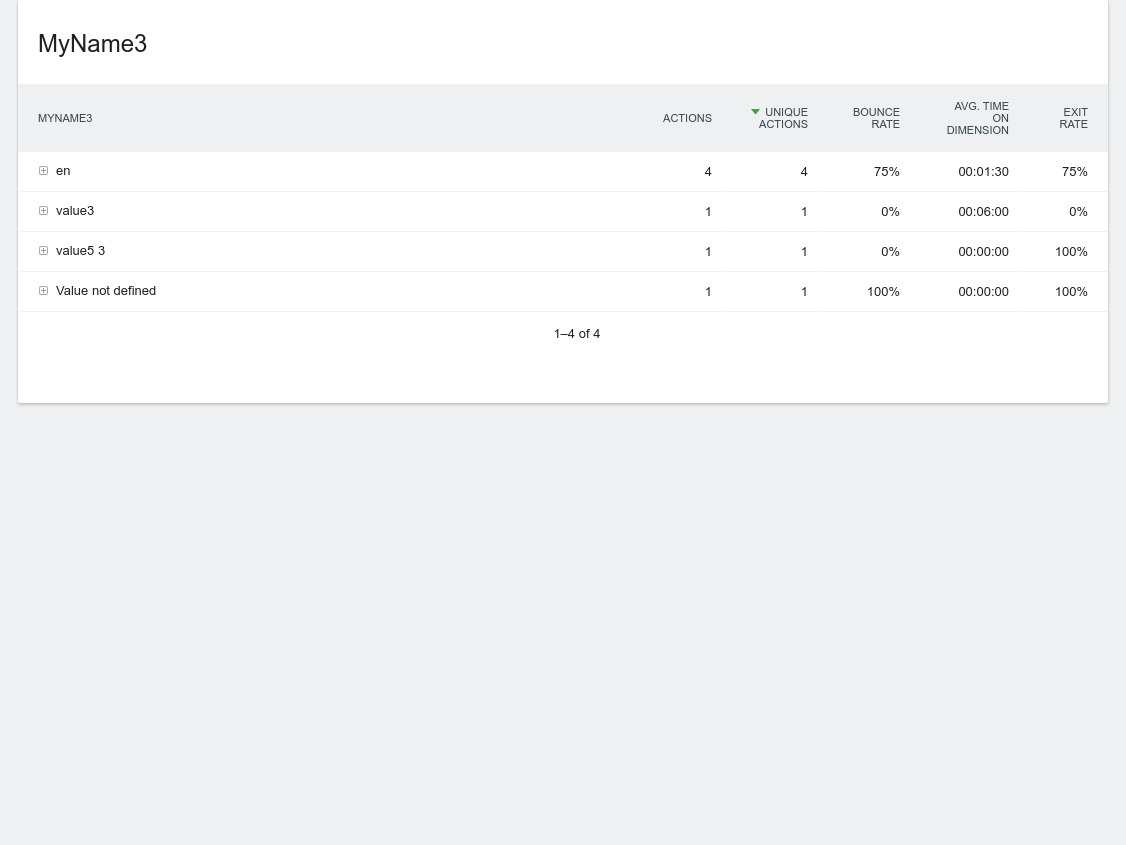 MyName3
MYNAME3 ACTIONS UNIQUE ACTIONS BOUNCE RATE AVG. TIME ON DIMENSION EXIT RATE
en 4 4 75% 00:01:30 75%
value3 1 1 0% 00:06:00 0%
value5 3 1 1 0% 00:00:00 100%
Value not defined 1 1 100% 00:00:00 100%
1–4 of 4